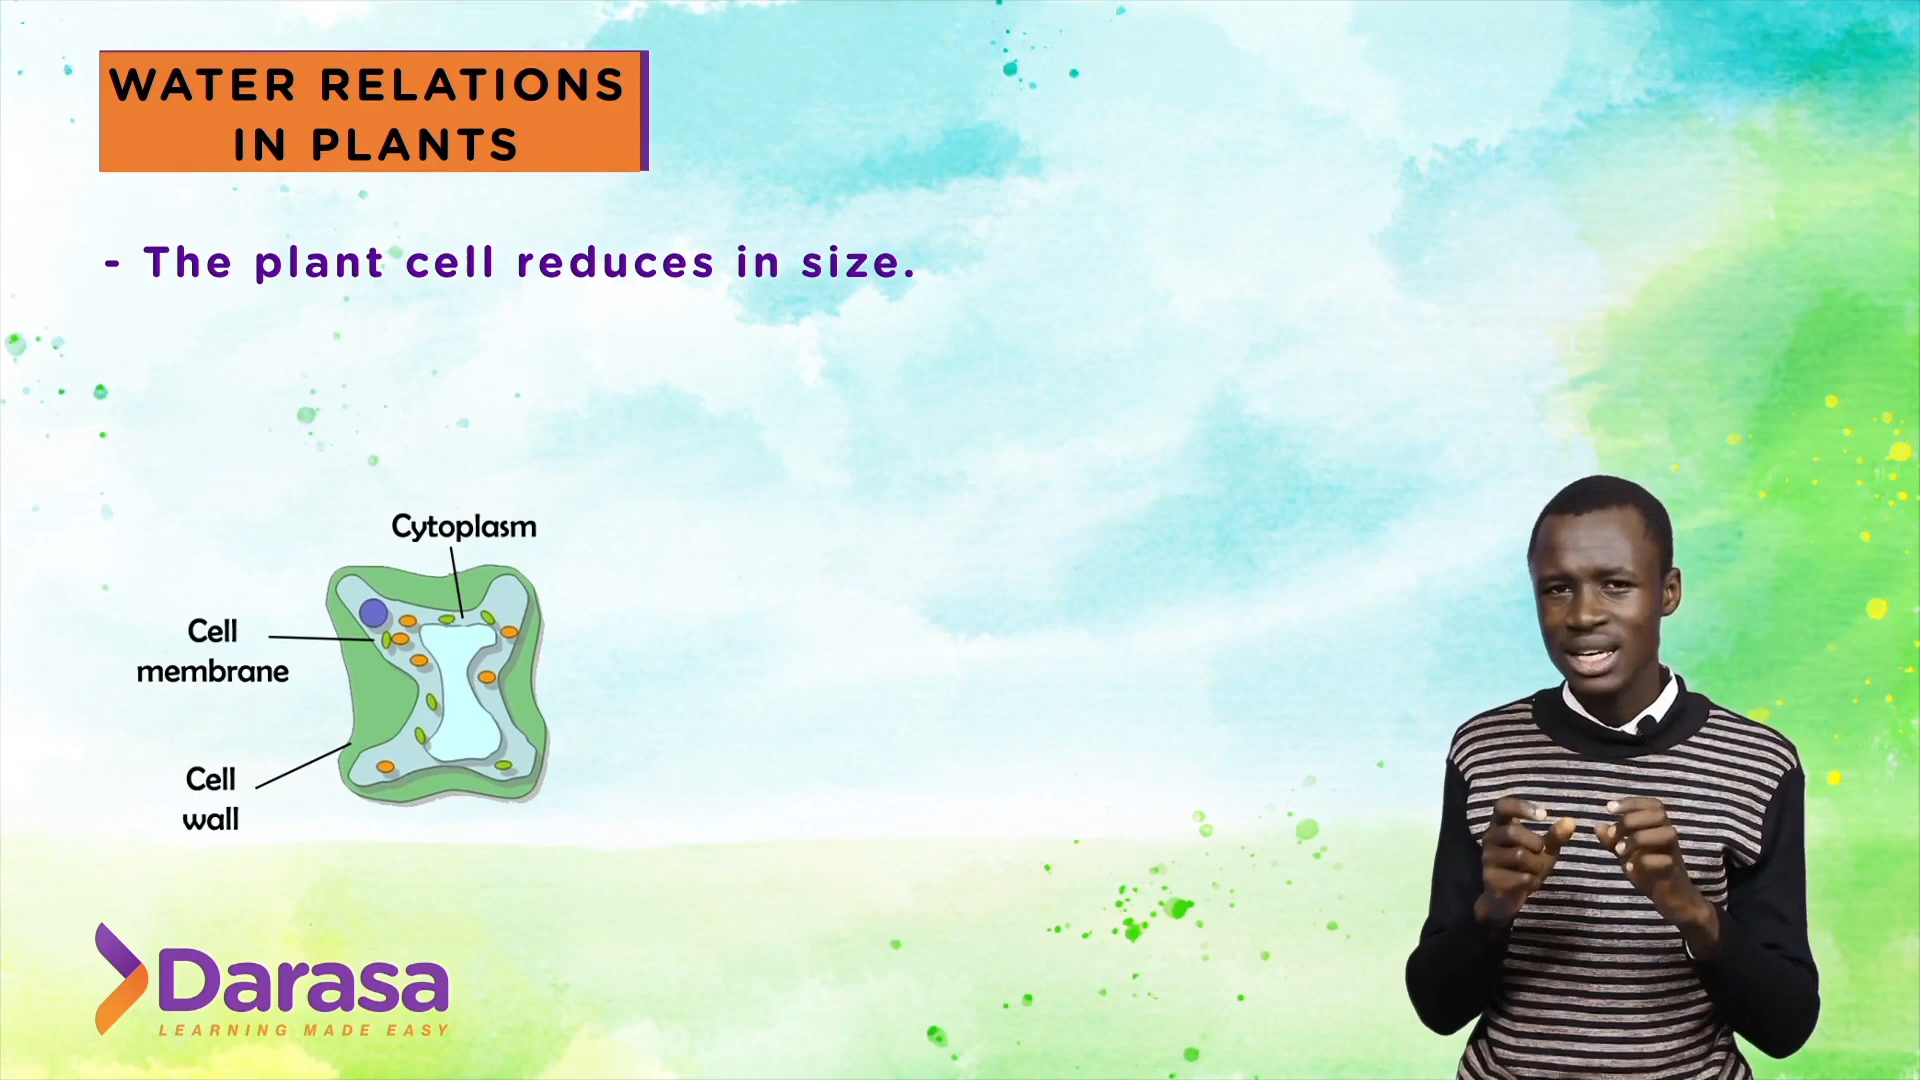 WATER RELATIONS
IN PLANTS
- The plant cell reduces in size.
Cytoplasm
Cell
membrane
Cell
wall
Darasa
LEARNING MADE EASY